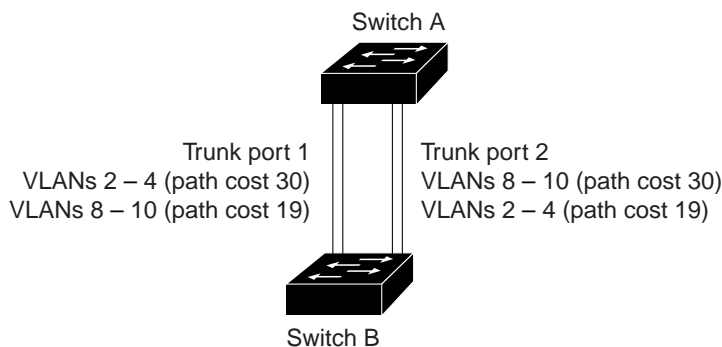 Switch A
Trunk port 1
VLANs 2 – 4 (path cost 30)
VLANs 8 – 10 (path cost 19)
Trunk port 2
VLANs 8 – 10 (path cost 30)
VLANs 2 – 4 (path cost 19)
Switch B